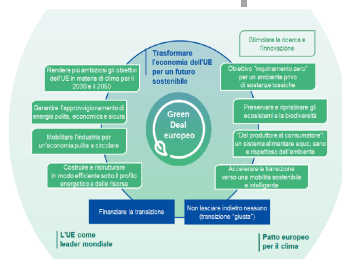 Stimolare la ricerca e
l'innovazione
Trasformare
l'economia dell'UE
per un futuro
sostenibile
Rendere più ambiziosi gli obiettivi
dell'UE in materia di clima per il
2030 e il 2050
Obiettivo "inquinamento zero"
per un ambiente privo
di sostanze tossiche
Garantire l'approvvigionamento di
energia pulita, economica e sicura
Green
Deal
europeo
Preservare e ripristinare gli
ecosistemi e la biodiversità
Mobilitare l'industria per
un'economia pulita e circolare
"Dal produttore al consumatore":
un sistema alimentare equo, sano
e rispettoso dell'ambiente
Costruire e ristrutturare
in modo efficiente sotto il profilo
energetico e delle risorse
Accelerare la transizione
verso una mobilità sostenibile
e intelligente
Finanziare la transizione
Non lasciare indietro nessuno
(transizione "giusta")
L'UE come
leader mondiale
Patto europeo
per il clima